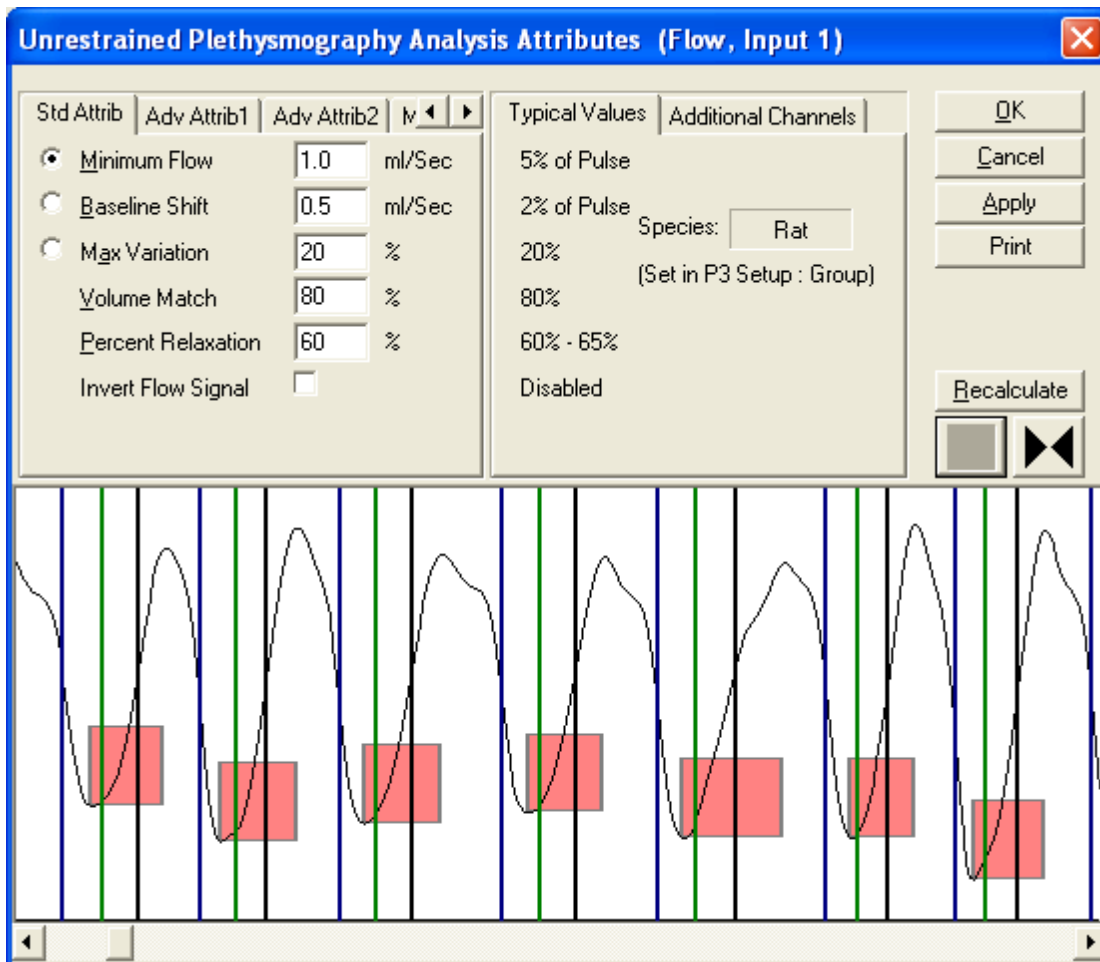 Unrestrained Plethysmography Analysis Attributes (Flow, Input 1)
Std Attrib Adv Attrib1 Adv Attrib2
Minimum Flow 1.0 ml/Sec
Baseline Shift 0.5 ml/Sec
Max Variation 20 %
Volume Match 80 %
Percent Relaxation 60 %
Invert Flow Signal
Typical Values Additional Channels
5% of Pulse
2% of Pulse
20%
80%
60% - 65%
Disabled
Species: Rat
(Set in P3 Setup : Group)
OK
Cancel
Apply
Print
Recalculate